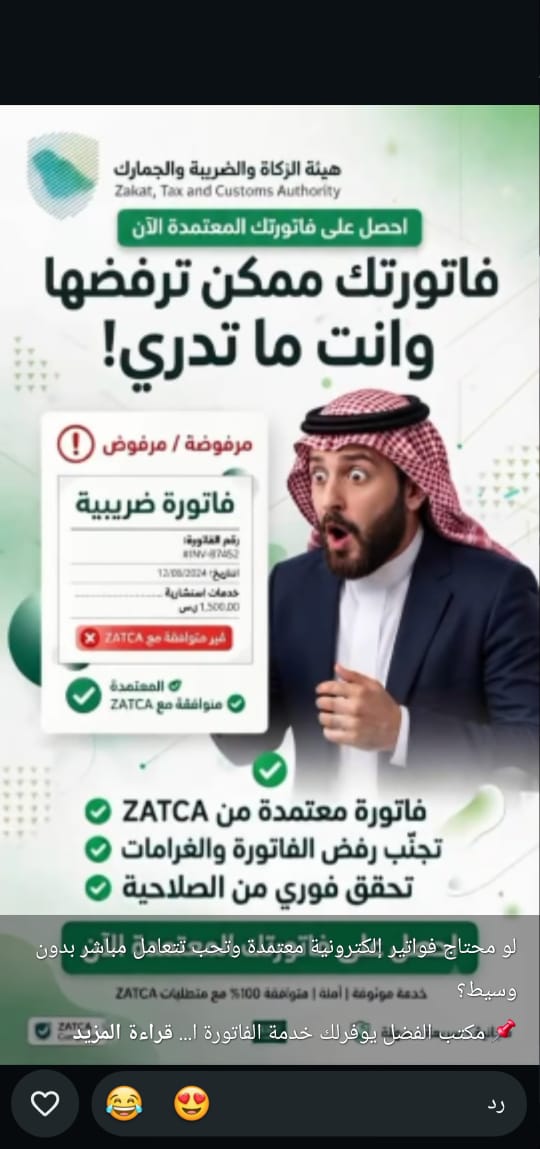 هيئة الزكاة والضريبة والجمارك
Zakat, Tax and Customs Authority
احصل على فاتورتك المعتمدة الآن
فاتورتك ممكن ترفضها
وانت ما تدري!
مرفوضة / مرفوض
فاتورة ضريبية
رقم الفاتورة:
#INV-87452
التاريخ: 12/08/2024
خدمات استشارية
1,500.00 ر.س
غير متوافقة مع ZATCA
المعتمدة
متوافقة مع ZATCA
فاتورة معتمدة من ZATCA
تجنّب رفض الفاتورة والغرامات
تحقق فوري من الصلاحية
لو محتاج فواتير إلكترونية معتمدة وتحب تتعامل مباشر بدون
وسيط؟
خدمة موثوقة | آمنة | متوافقة 100% مع متطلبات ZATCA
📌 مكتب الفضل يوفرلك خدمة الفاتورة ا... قراءة المزيد
ZATCA
رد